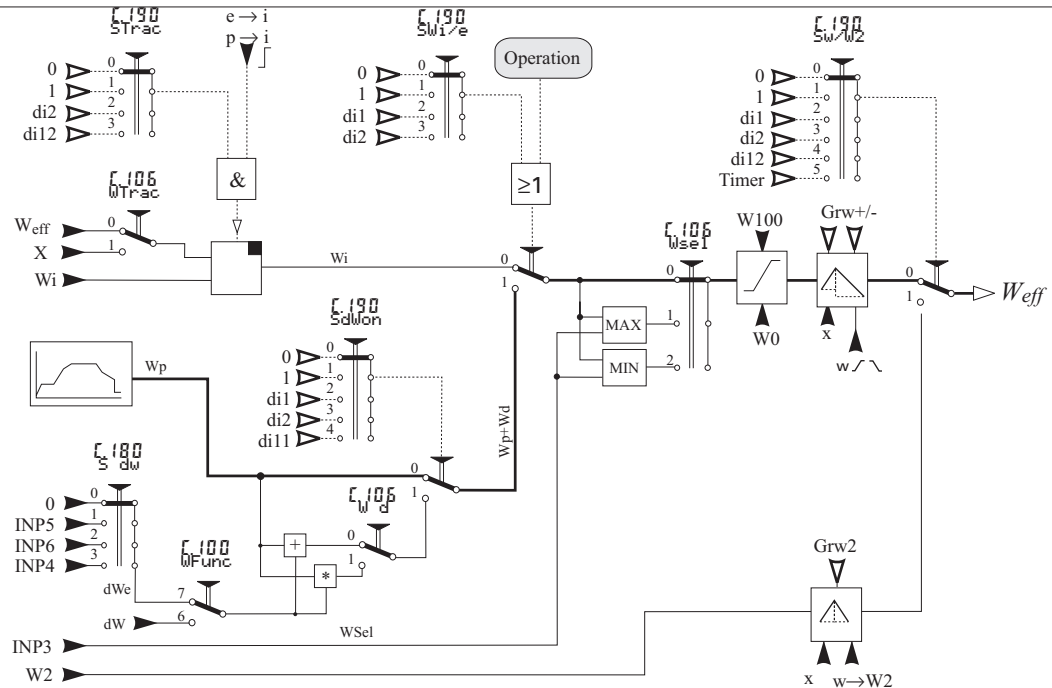 C.190
STrac
0
1
di2
di12
0
1
2
3
e → i
p → i
C.190
SWi/e
0
1
di1
di2
0
1
2
3
Operation
C.190
Sw/W2
0
1
di1
di2
di12
Timer
0
1
2
3
4
5
&
≥1
C.106
WTrac
Weff
X
Wi
0
1
Wi
0
1
C.106
Wsel
0
1
2
MAX
MIN
W100
W0
Grw+/-
x
w
0
1
Weff
Wp
C.190
SdWon
0
1
di1
di2
di11
0
1
2
3
4
Wp+Wd
0
1
C.180
S dw
0
INP5
INP6
INP4
0
1
2
3
dWe
dW
C.100
WFunc
7
6
+
*
C.106
W d
0
1
WSel
INP3
W2
Grw2
x
w→W2